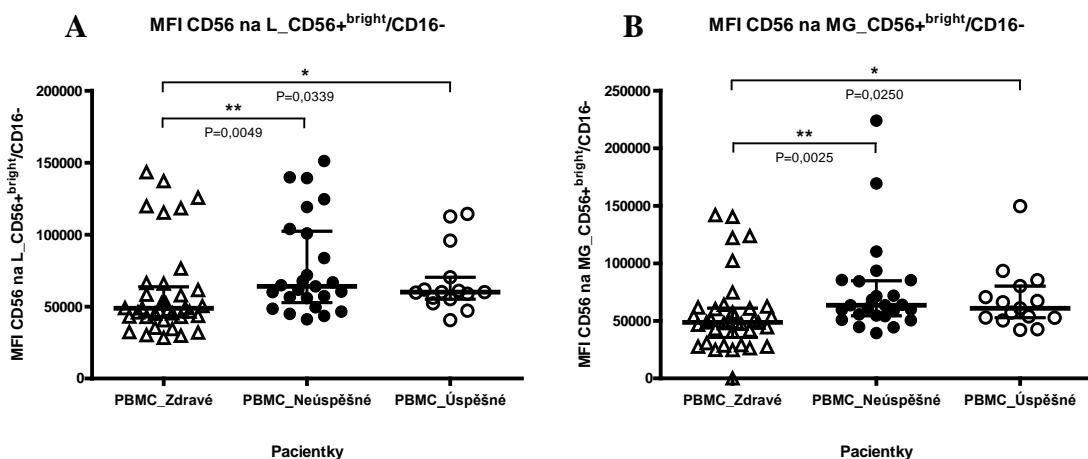 A
MFI CD56 na L_CD56+bright/CD16-
MFI CD56 na L_CD56+bright/CD16-
200000
150000
100000
50000
0
*
P=0,0339
**
P=0,0049
PBMC_Zdravé
PBMC_Neúspěšné
PBMC_Úspěšné
Pacientky
B
MFI CD56 na MG_CD56+bright/CD16-
MFI CD56 na MG_CD56+bright/CD16-
250000
200000
150000
100000
50000
0
*
P=0,0250
**
P=0,0025
PBMC_Zdravé
PBMC_Neúspěšné
PBMC_Úspěšné
Pacientky